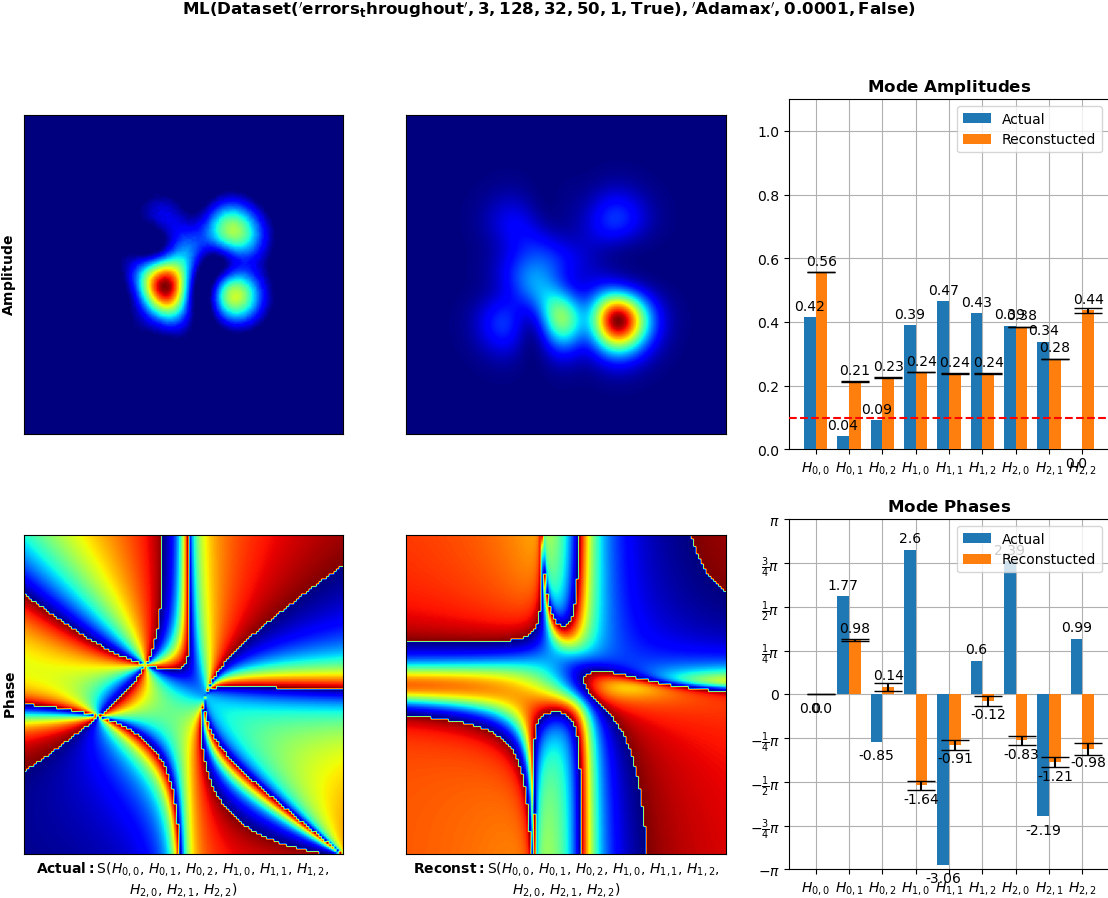 ML(Dataset('errors_throughout', 3, 128, 32, 50, 1, True), 'Adamax', 0.0001, False)
Amplitude
Mode Amplitudes
Actual
Reconstucted
1.0
0.8
0.6
0.4
0.2
0.0
0.42 0.56 0.04 0.21 0.09 0.23 0.39 0.24 0.47 0.24 0.43 0.24 0.39 0.38 0.34 0.28 0.0 0.44
H0,0 H0,1 H0,2 H1,0 H1,1 H1,2 H2,0 H2,1 H2,2
Phase
Actual: S(H0,0, H0,1, H0,2, H1,0, H1,1, H1,2,
H2,0, H2,1, H2,2)
Reconst: S(H0,0, H0,1, H0,2, H1,0, H1,1, H1,2,
H2,0, H2,1, H2,2)
Mode Phases
Actual
Reconstucted
π
3/4π
1/2π
1/4π
0
−1/4π
−1/2π
−3/4π
−π
0.0 0.0 1.77 0.98 -0.85 0.14 2.6 -1.64 -3.06 -0.91 0.6 -0.12 2.39 -0.83 -2.19 -1.21 0.99 -0.98
H0,0 H0,1 H0,2 H1,0 H1,1 H1,2 H2,0 H2,1 H2,2